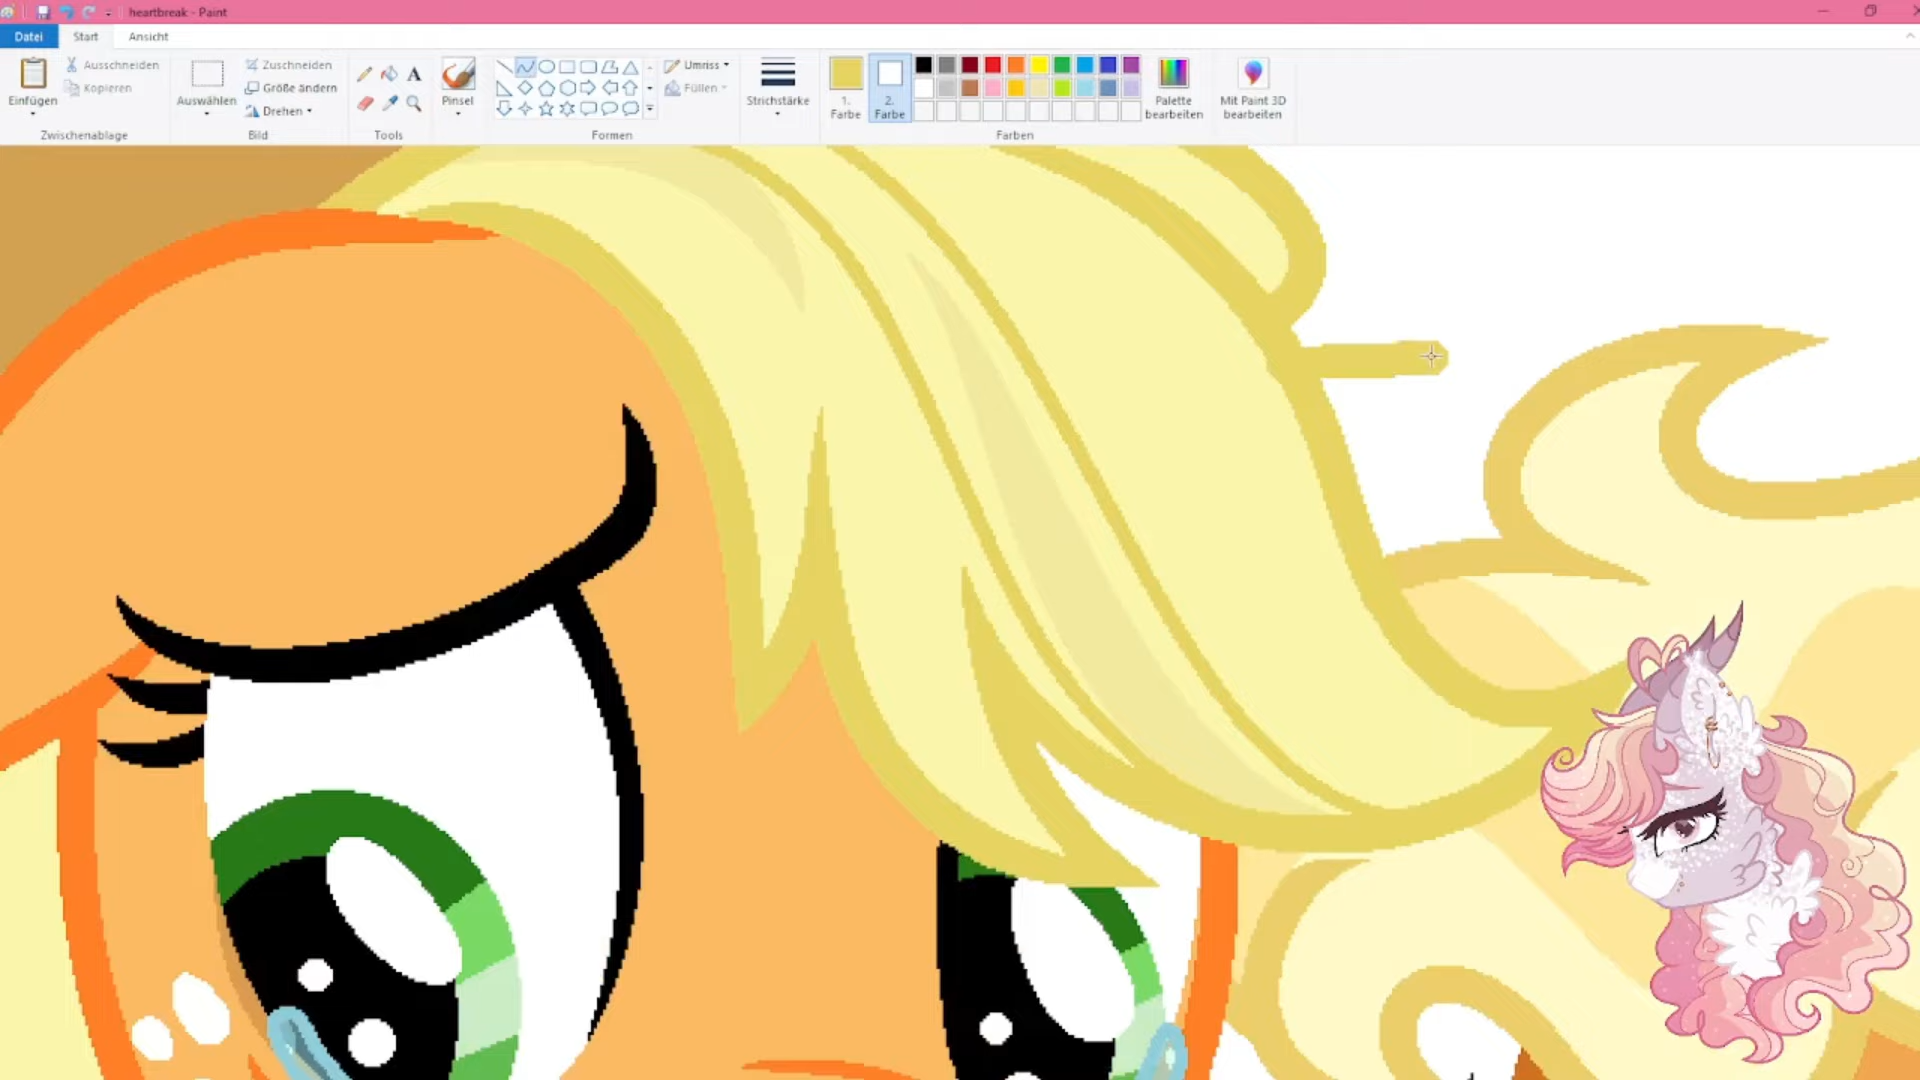 heartbreak - Paint
Datei Start Ansicht
Einfügen
Ausschneiden
Kopieren
Zwischenablage
Auswählen
Zuschneiden
Größe ändern
Drehen
Bild
A
Tools
Pinsel
Formen
Umriss
Füllen
Strichstärke
1. Farbe
2. Farbe
Palette bearbeiten
Farben
Mit Paint 3D bearbeiten